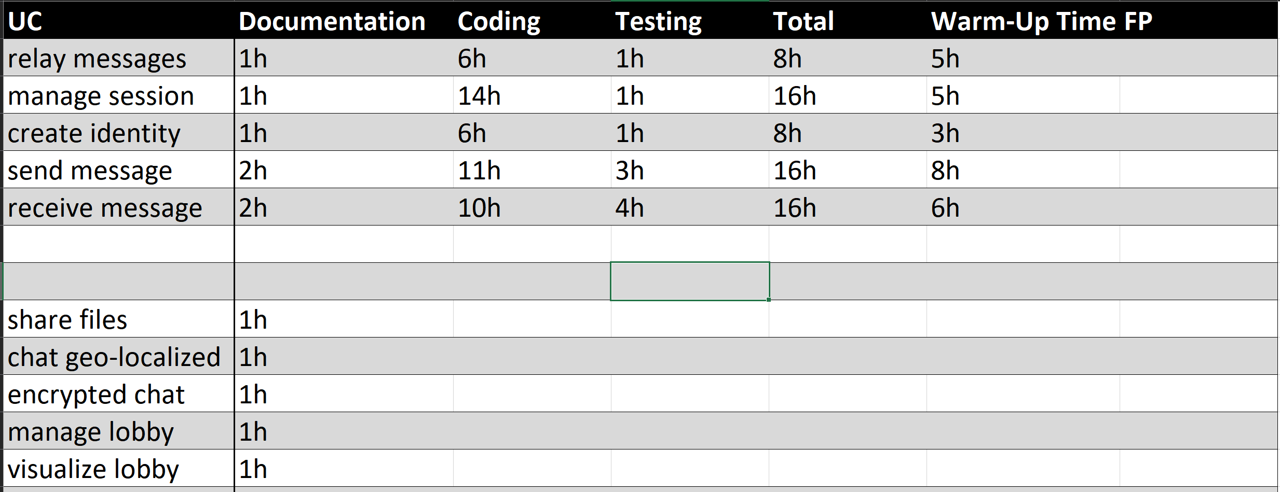 UC Documentation Coding Testing Total Warm-Up Time FP
relay messages 1h 6h 1h 8h 5h
manage session 1h 14h 1h 16h 5h
create identity 1h 6h 1h 8h 3h
send message 2h 11h 3h 16h 8h
receive message 2h 10h 4h 16h 6h
share files 1h
chat geo-localized 1h
encrypted chat 1h
manage lobby 1h
visualize lobby 1h